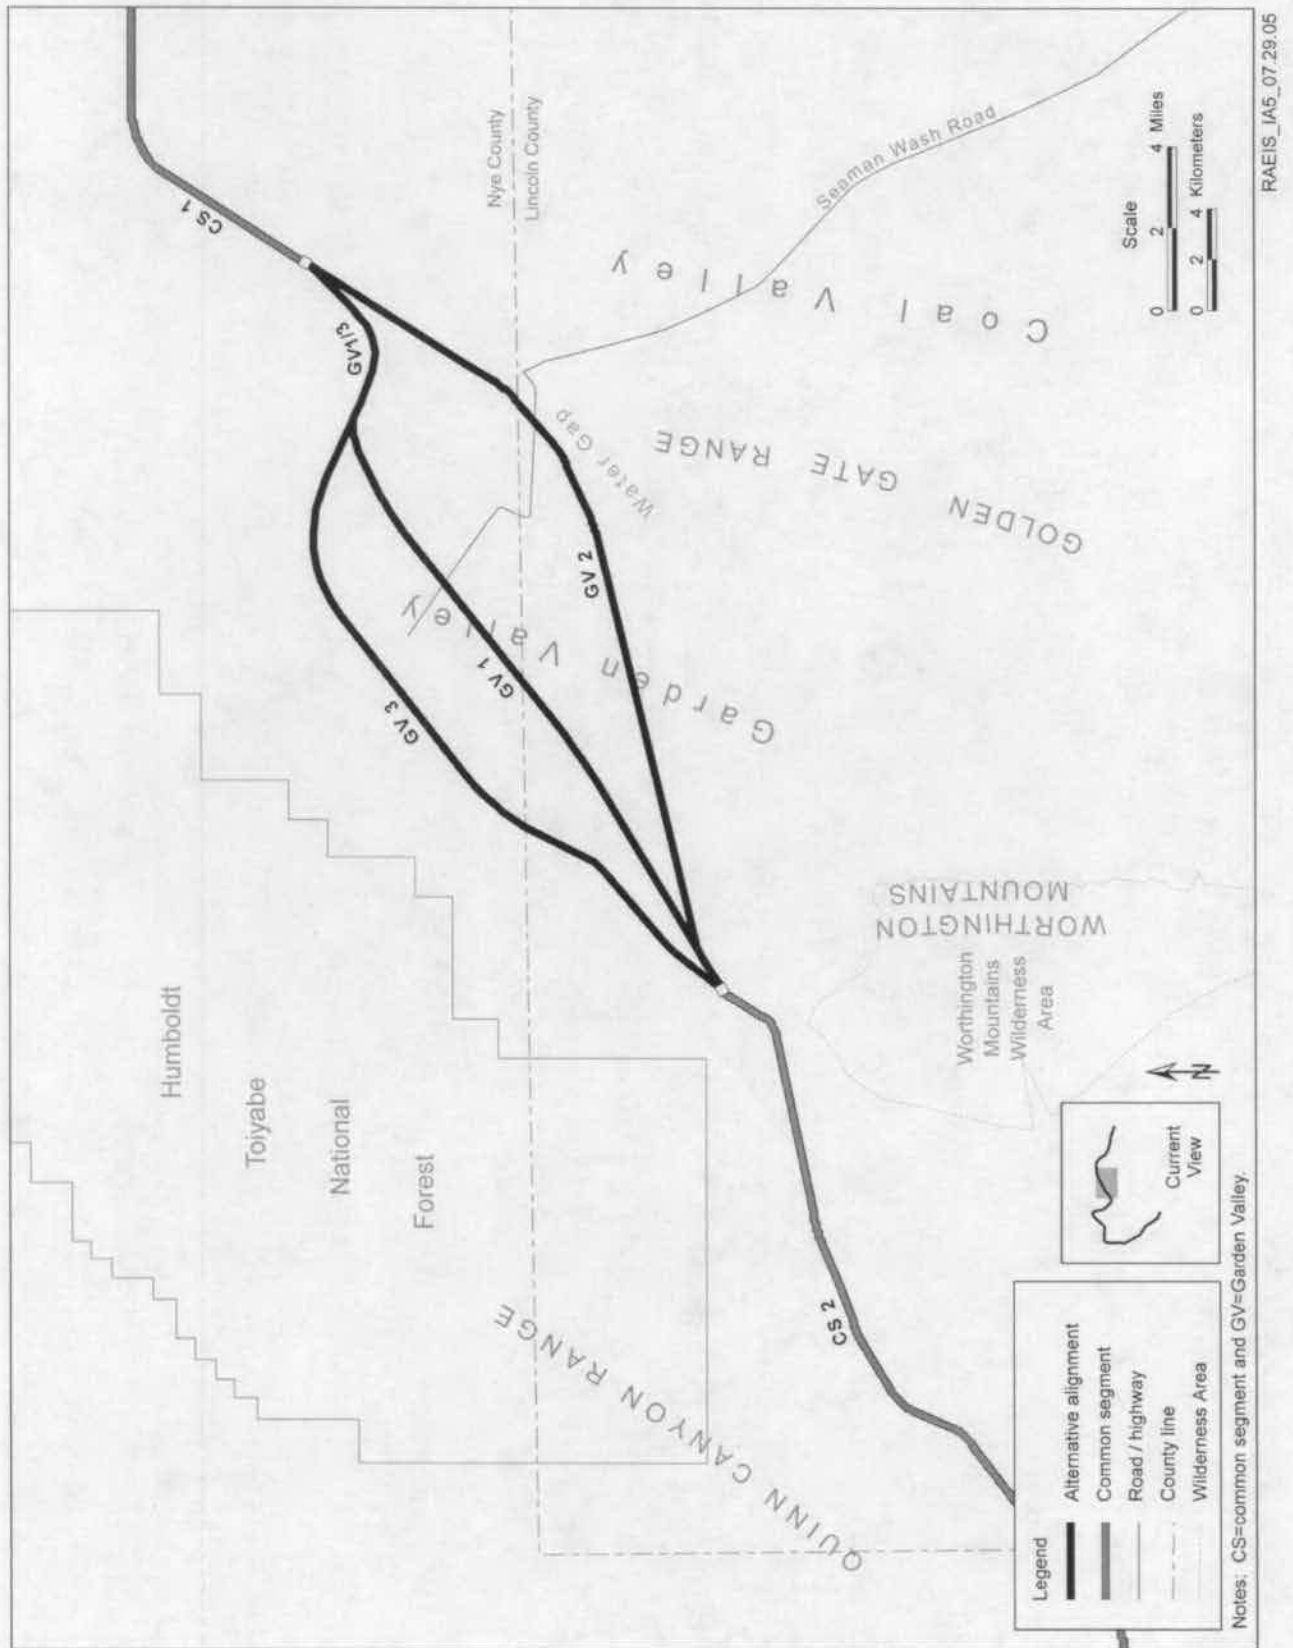 CS 1
GV1/3
GV 3
GV 1
GV 2
CS 2
Nye County
Lincoln County
Seaman Wash Road
Water Gap
Coal Valley
GOLDEN GATE RANGE
Garden Valley
Humboldt
Toiyabe
National
Forest
QUINN CANYON RANGE
WORTHINGTON
MOUNTAINS
Worthington
Mountains
Wilderness
Area
Scale
0 2 4 Miles
0 2 4 Kilometers
N
Current
View
Legend
Alternative alignment
Common segment
Road / highway
County line
Wilderness Area
Notes: CS=common segment and GV=Garden Valley.
RAEIS_IA5_07.29.05